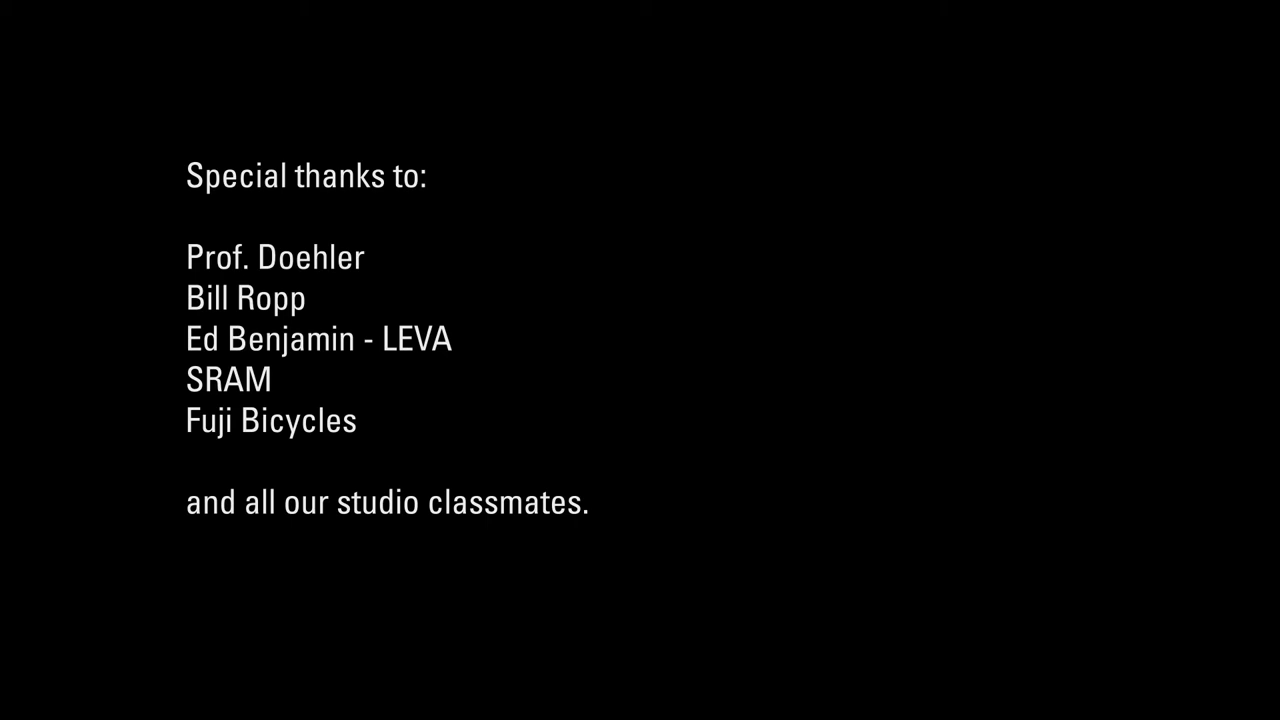 Special thanks to:
Prof. Doehler
Bill Ropp
Ed Benjamin - LEVA
SRAM
Fuji Bicycles
and all our studio classmates.